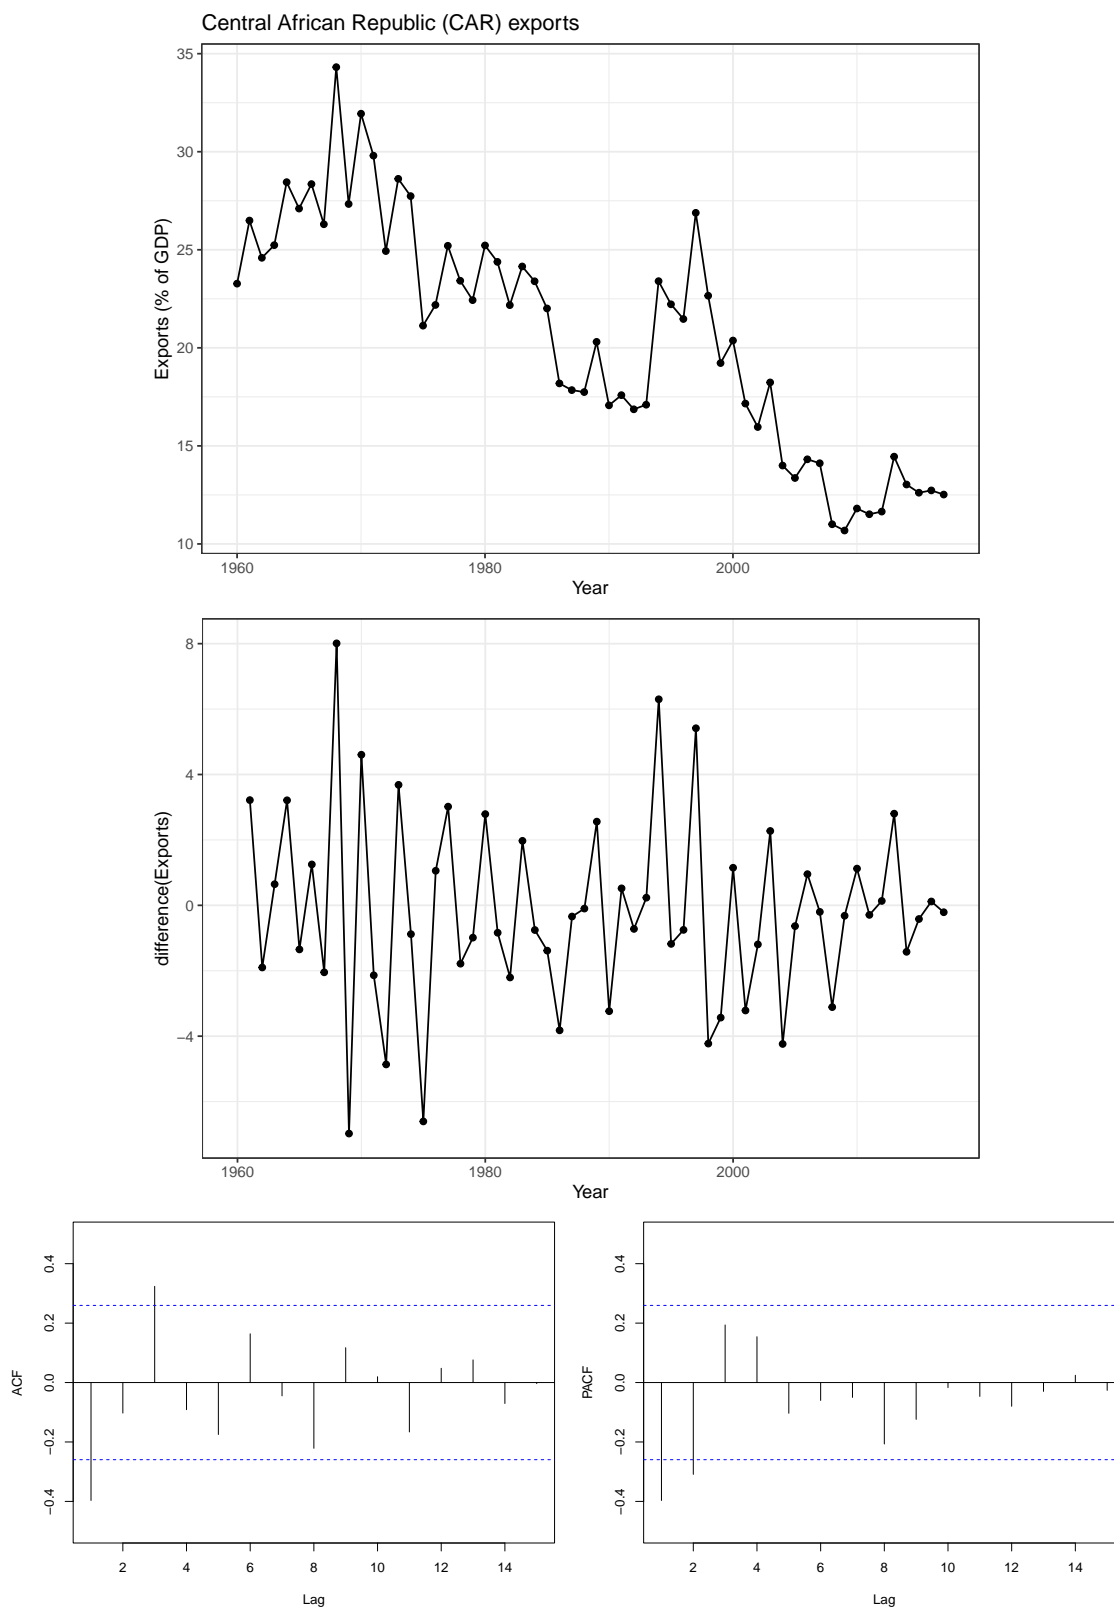 Central African Republic (CAR) exports
Exports (% of GDP)
35
30
25
20
15
10
1960 1980 2000
Year
difference(Exports)
8
4
0
−4
1960 1980 2000
Year
ACF
0.4
0.2
0.0
−0.2
−0.4
2 4 6 8 10 12 14
Lag
PACF
0.4
0.2
0.0
−0.2
−0.4
2 4 6 8 10 12 14
Lag